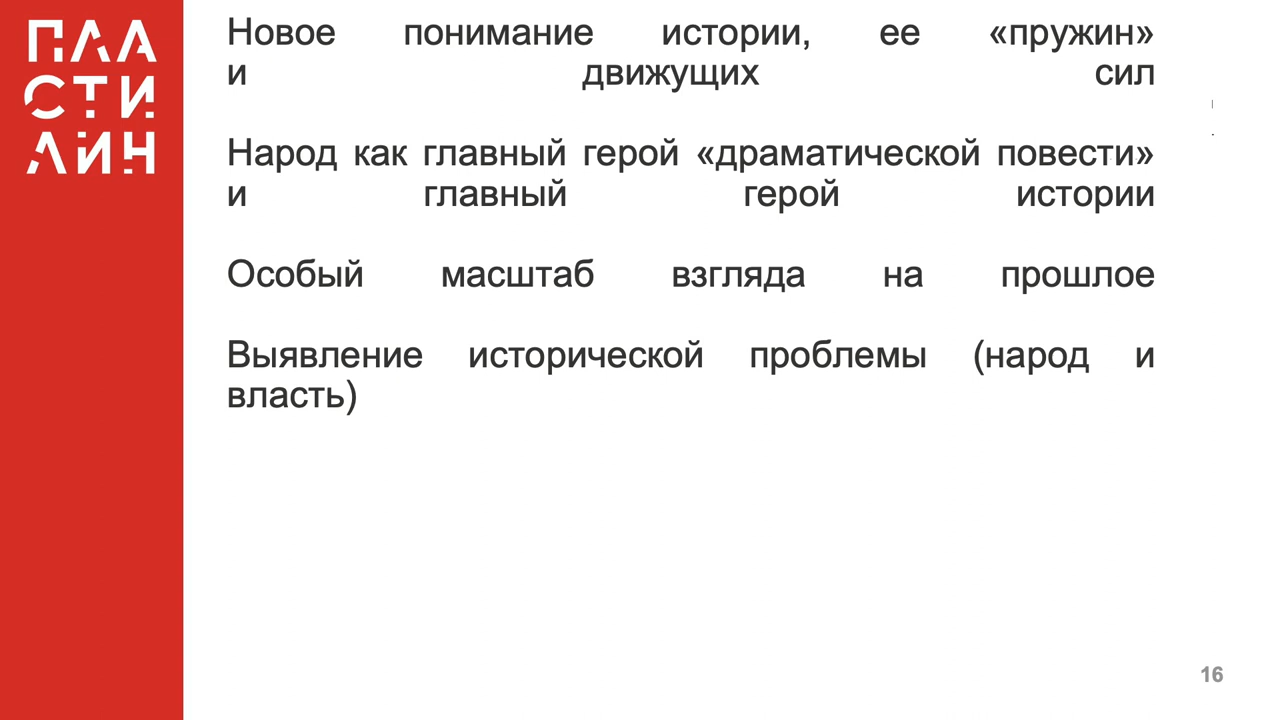 ПЛА
СТИ
ЛИН
Новое понимание истории, ее «пружин»
и движущих сил
Народ как главный герой «драматической повести»
и главный герой истории
Особый масштаб взгляда на прошлое
Выявление исторической проблемы (народ и
власть)
16